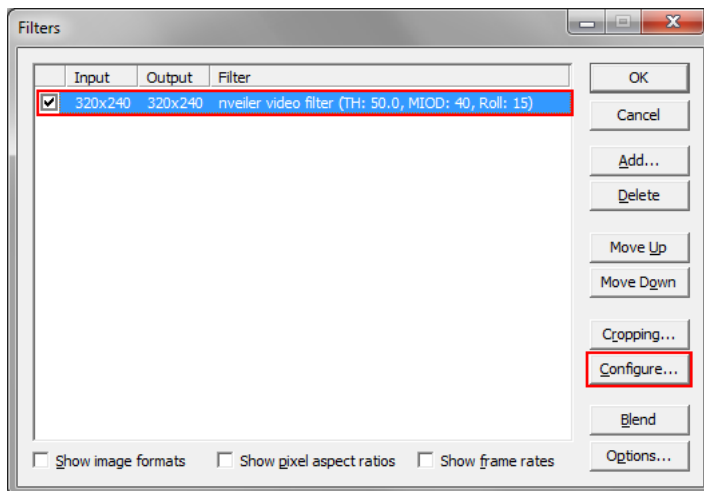 Filters
Input Output Filter
320x240 320x240 nveiler video filter (TH: 50.0, MIOD: 40, Roll: 15)
OK
Cancel
Add...
Delete
Move Up
Move Down
Cropping...
Configure...
Blend
Options...
Show image formats Show pixel aspect ratios Show frame rates